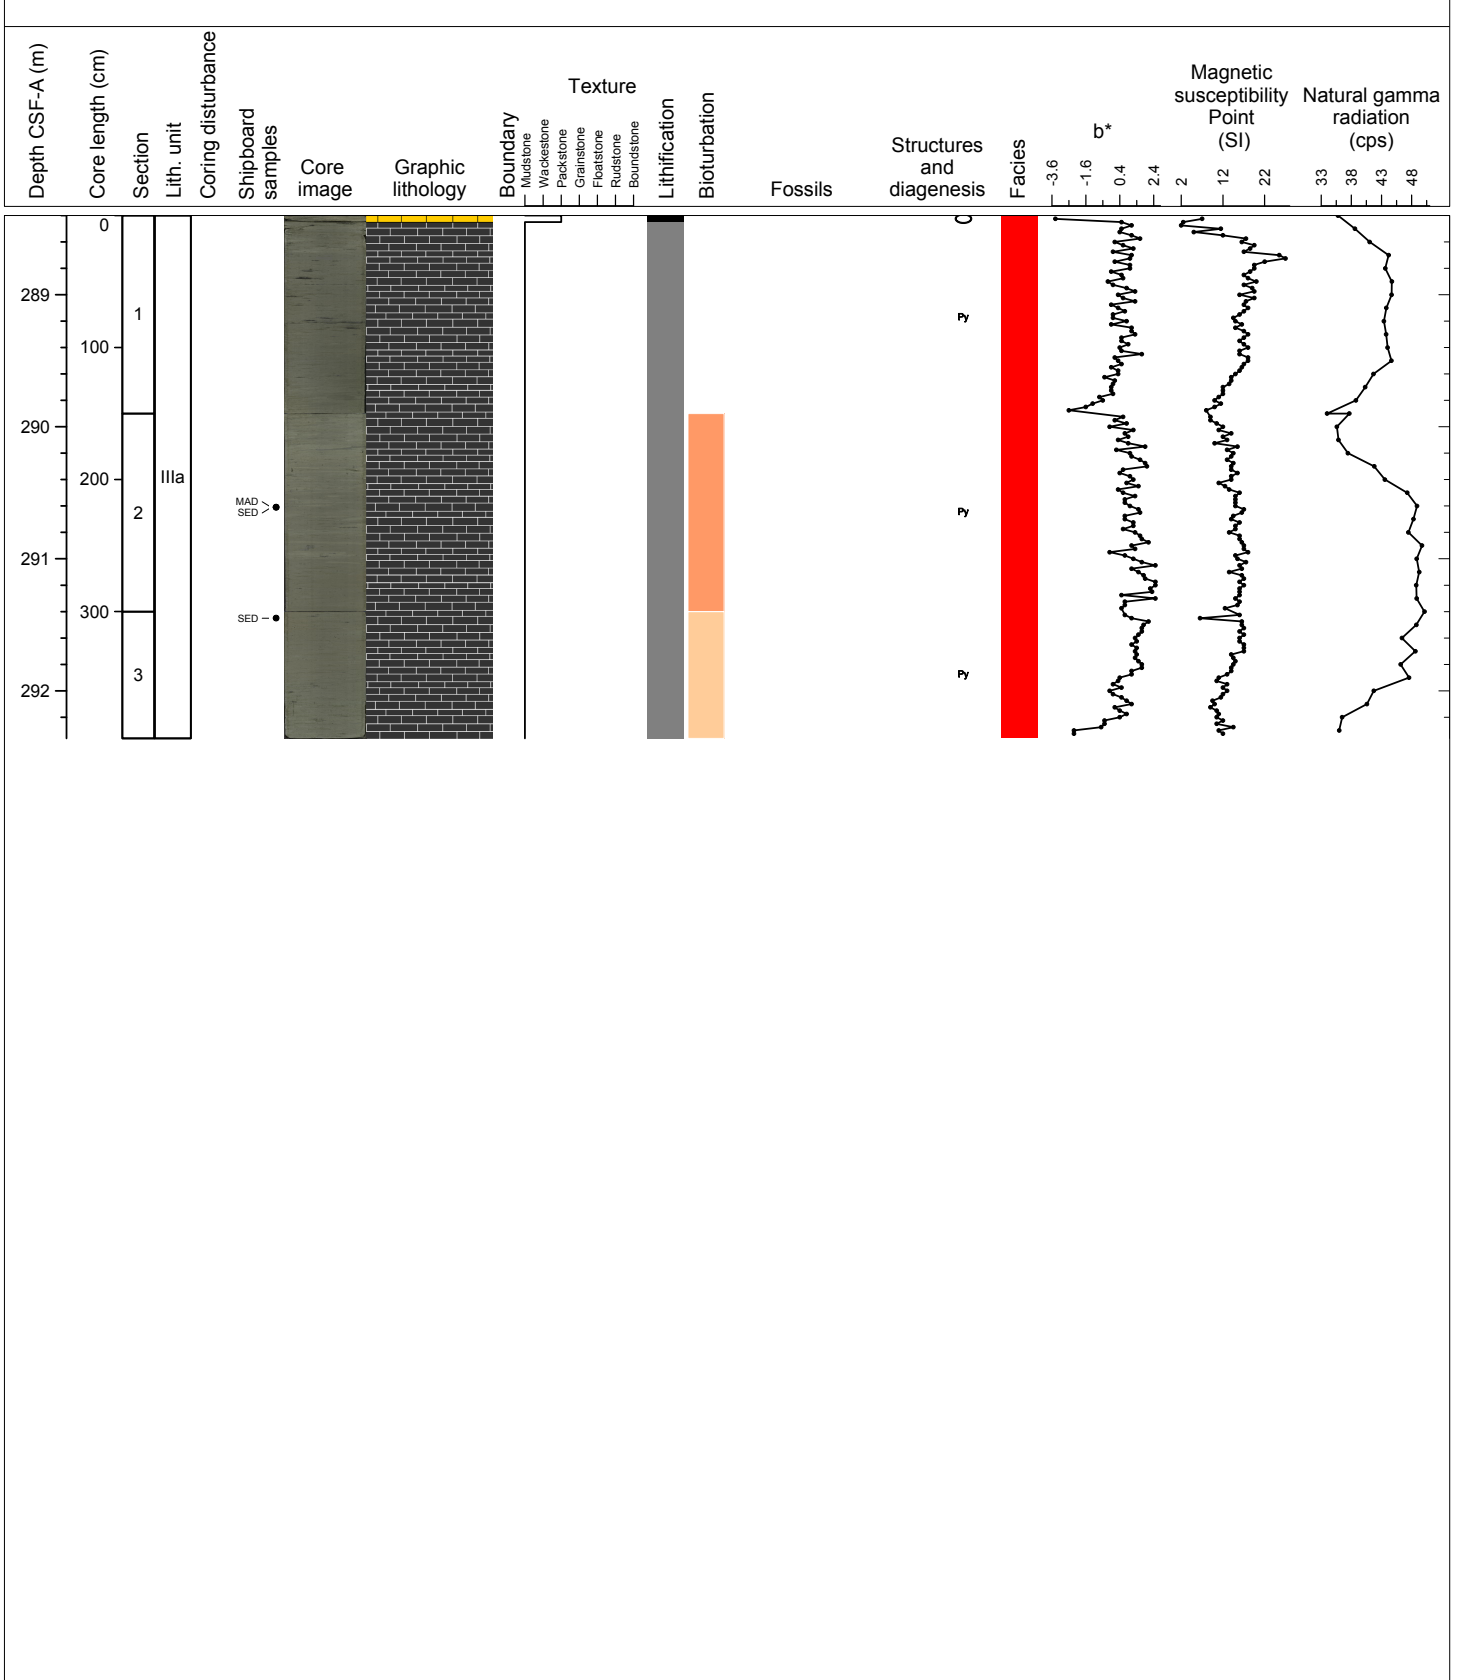 Depth CSF-A (m)
Core length (cm)
Section
Lith. unit
Coring disturbance
Shipboard
samples
Core
image
Graphic
lithology
Boundary
Texture
Mudstone
Wackestone
Packstone
Grainstone
Floatstone
Rudstone
Boundstone
Lithification
Bioturbation
Fossils
Structures
and
diagenesis
Facies
b*
-3.6
-1.6
0.4
2.4
Magnetic
susceptibility
Point
(SI)
2
12
22
Natural gamma
radiation
(cps)
33
38
43
48
0
289
1
Py
100
290
200
IIIa
MAD
SED
2
Py
291
300
SED
3
Py
292